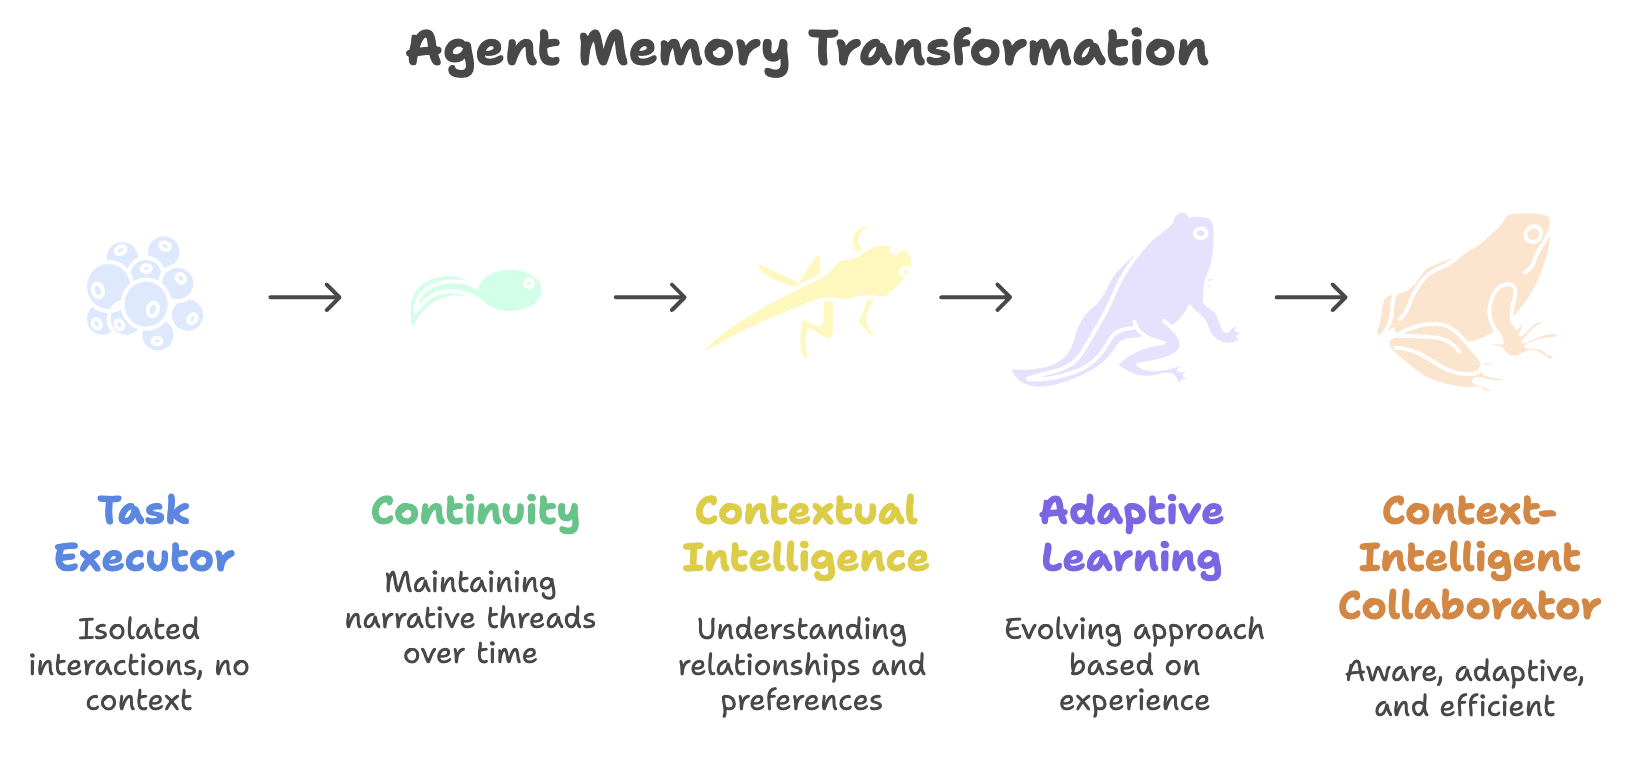 Agent Memory Transformation
Task
Executor
Isolated
interactions, no
context
Continuity
Maintaining
narrative threads
over time
Contextual
Intelligence
Understanding
relationships and
preferences
Adaptive
Learning
Evolving approach
based on
experience
Context-
Intelligent
Collaborator
Aware, adaptive,
and efficient